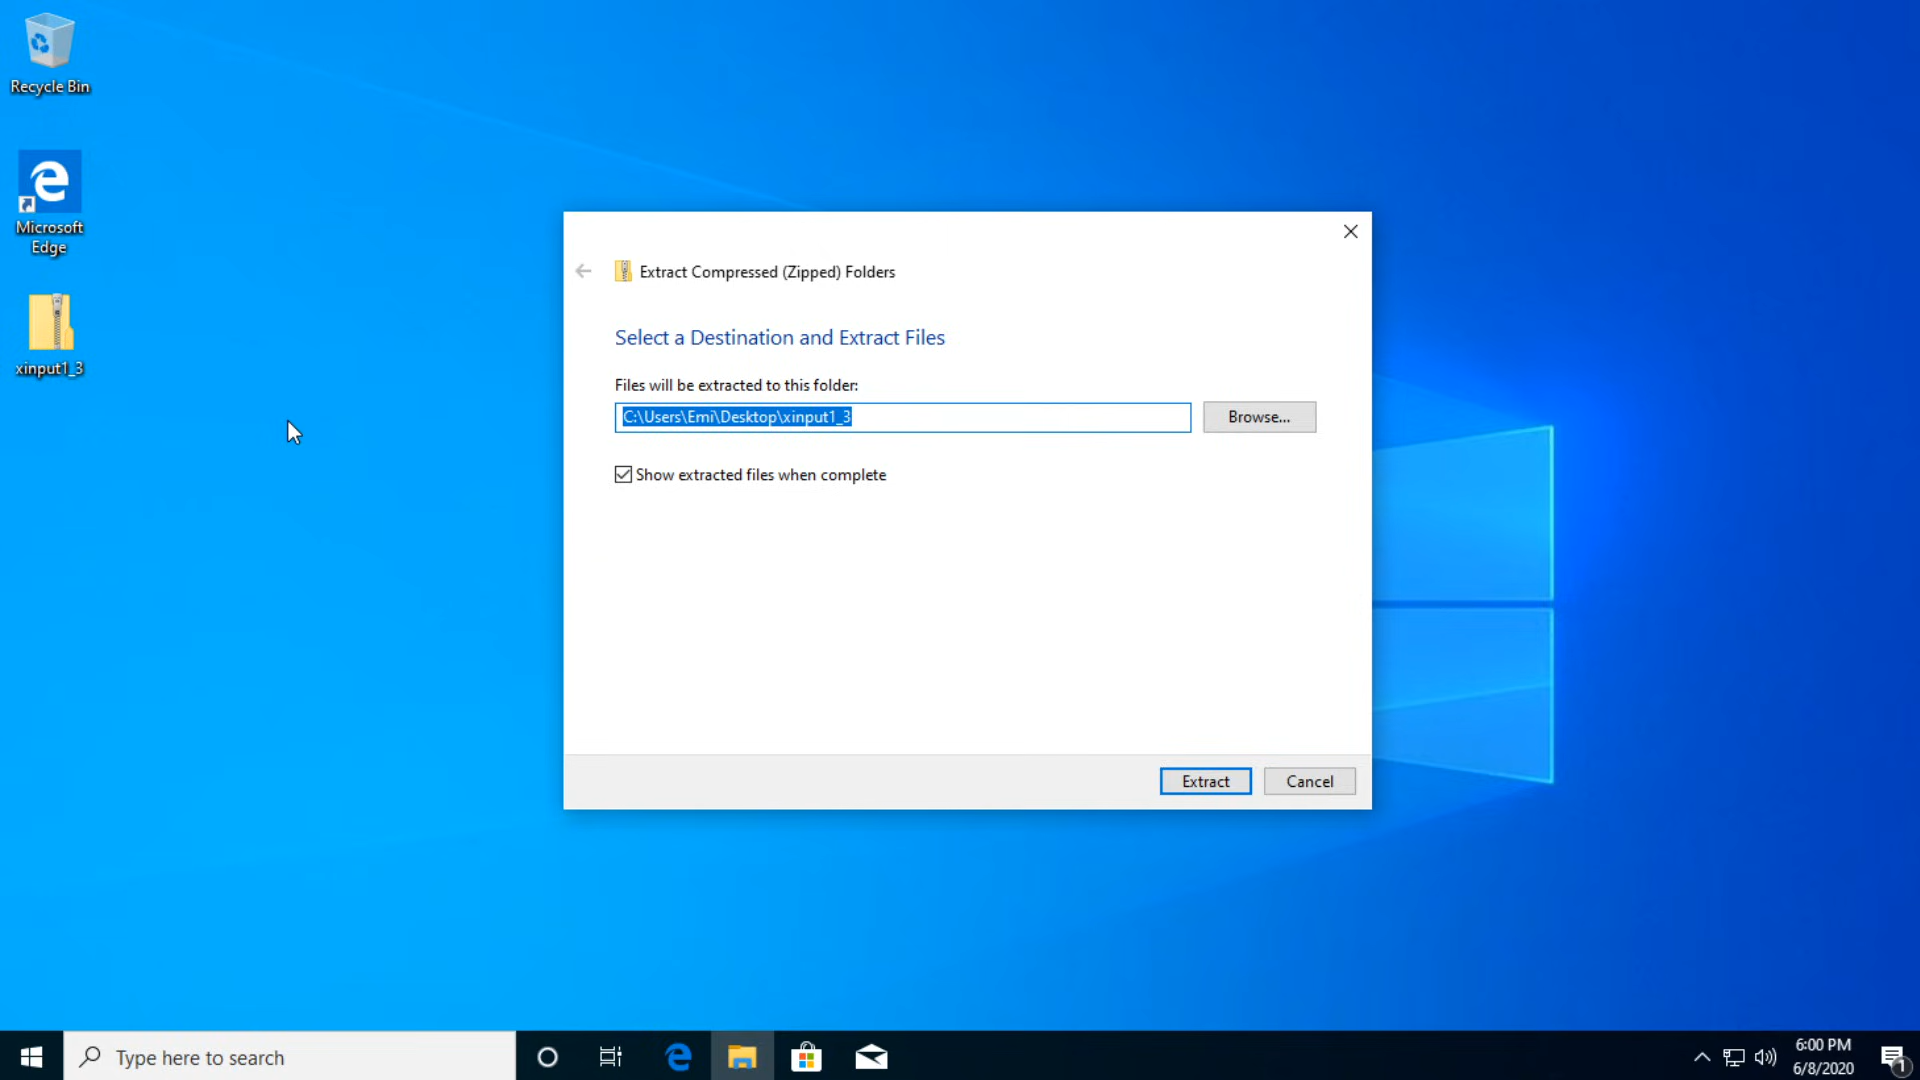 Recycle Bin
Microsoft
Edge
xinput1_3
Extract Compressed (Zipped) Folders
Select a Destination and Extract Files
Files will be extracted to this folder:
C:\Users\Emi\Desktop\xinput1_3
Browse...
Show extracted files when complete
Extract
Cancel
Type here to search
6:00 PM
6/8/2020
1